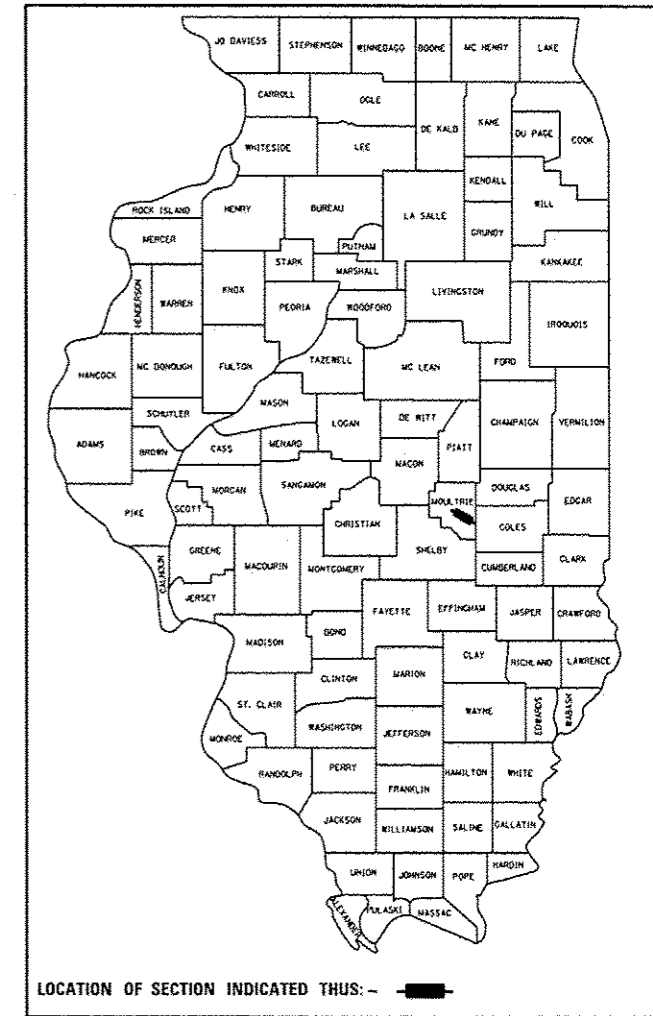 JO DAVIESS STEPHENSON WINNEBAGO BOONE MC HENRY LAKE
CARROLL OGLE DE KALB KANE DU PAGE COOK
WHITESIDE LEE KENDALL WILL
ROCK ISLAND HENRY BUREAU LA SALLE GRUNDY
MERCER PUTNAM KANKAKEE
HENDERSON WARREN KNOX STARK MARSHALL LIVINGSTON
PEORIA WOODFORD IROQUOIS
HANCOCK MC DONOUGH FULTON TAZEWELL MC LEAN FORD
SCHUYLER MASON LOGAN DE WITT CHAMPAIGN VERMILION
ADAMS BROWN CASS MENARD PIATT
MACON
PIKE SCOTT MORGAN SANGAMON CHRISTIAN MOULTRIE DOUGLAS EDGAR
COLES
CALHOUN GREENE MACOUPIN MONTGOMERY SHELBY CUMBERLAND CLARK
JERSEY FAYETTE EFFINGHAM JASPER CRAWFORD
MADISON BOND CLAY RICHLAND LAWRENCE
CLINTON MARION
ST. CLAIR WAYNE EDWARDS WABASH
MONROE WASHINGTON JEFFERSON
RANDOLPH PERRY HAMILTON WHITE
FRANKLIN
JACKSON WILLIAMSON SALINE GALLATIN
UNION JOHNSON POPE HARDIN
ALEXANDER PULASKI MASSAC
LOCATION OF SECTION INDICATED THUS: -